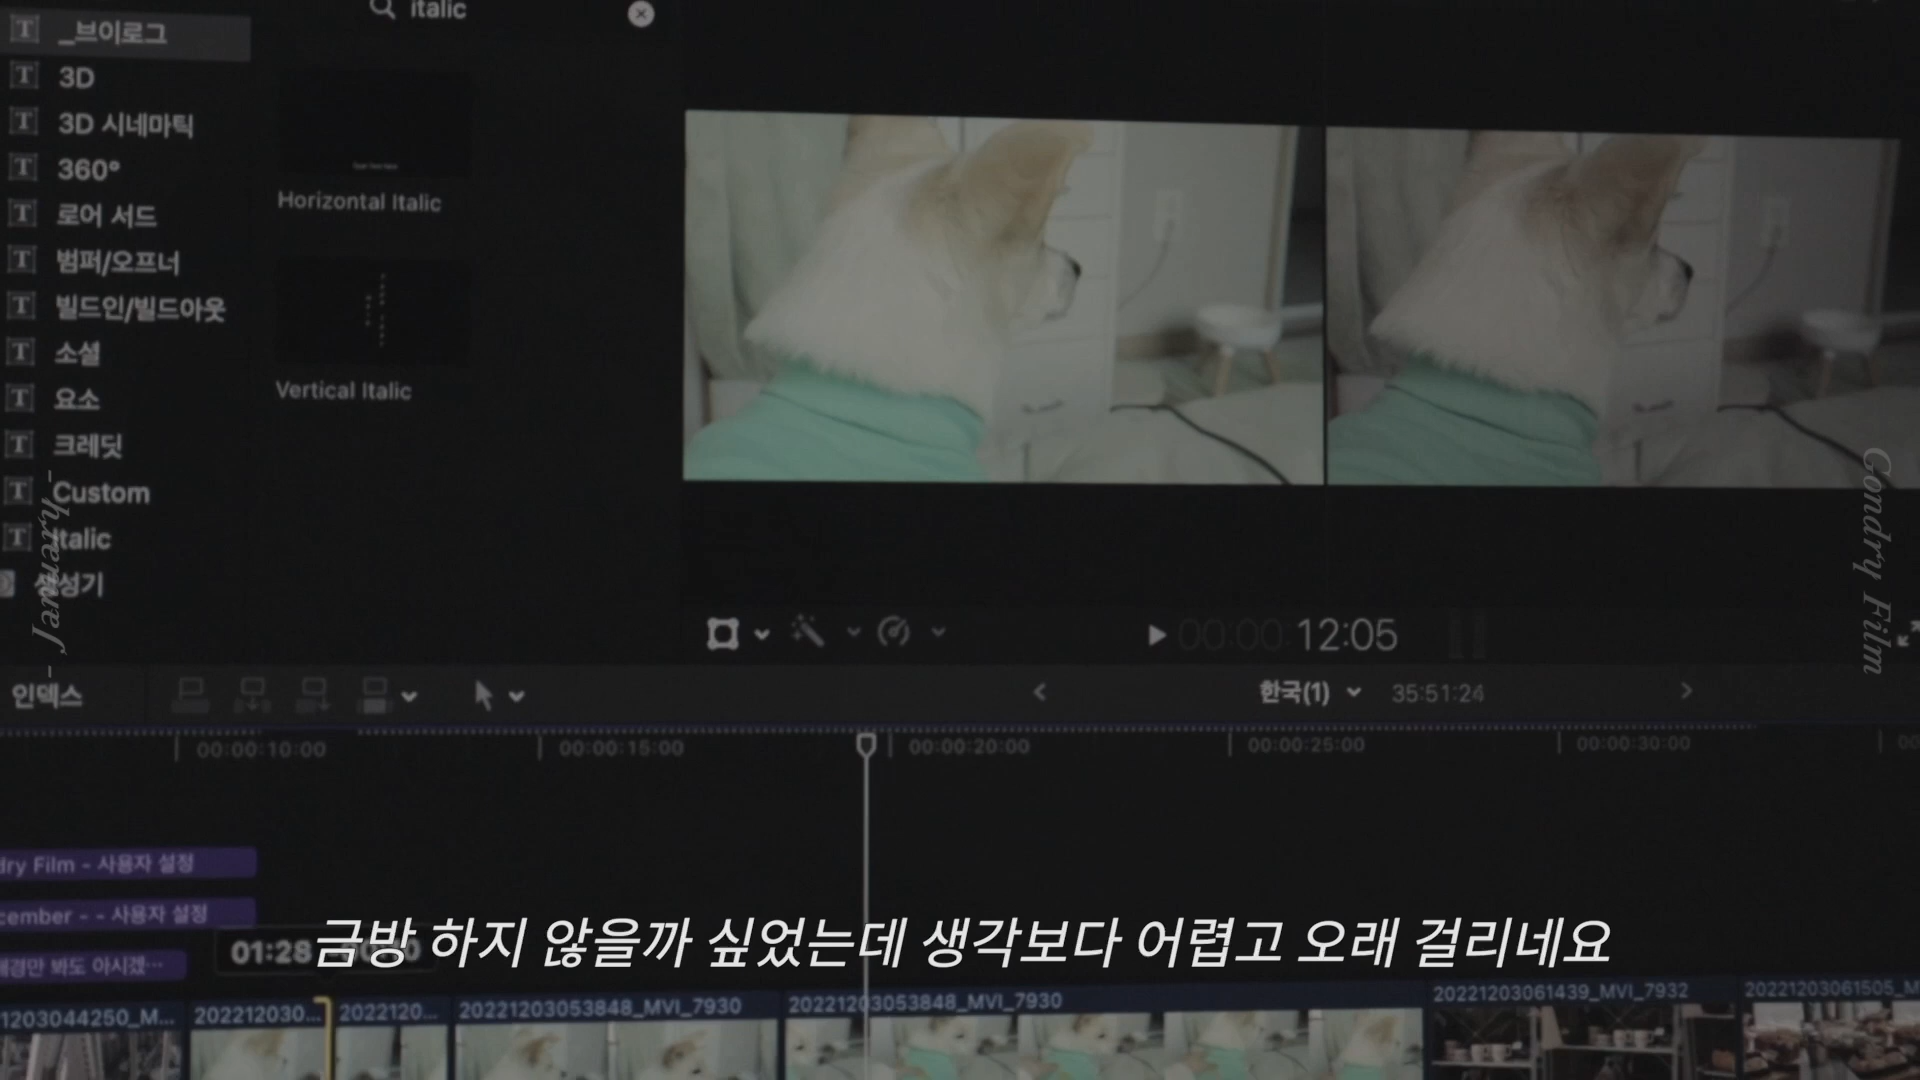 italic
_브이로그
3D
3D 시네마틱
360°
로어 서드
범퍼/오프너
빌드인/빌드아웃
소셜
요소
크레딧
Custom
Italic
생성기
Horizontal Italic
Vertical Italic
- January -
Gondry Film
00:00:12:05
인덱스
한국(1)
35:51:24
00:00:10:00
00:00:15:00
00:00:20:00
00:00:25:00
00:00:30:00
dry Film - 사용자 설정
cember - - 사용자 설정
배경만 봐도 아시겠…
01:28
금방 하지 않을까 싶었는데 생각보다 어렵고 오래 걸리네요
1203044250_M...
202212030...
2022120...
20221203053848_MVI_7930
20221203053848_MVI_7930
20221203061439_MVI_7932
20221203061505_M